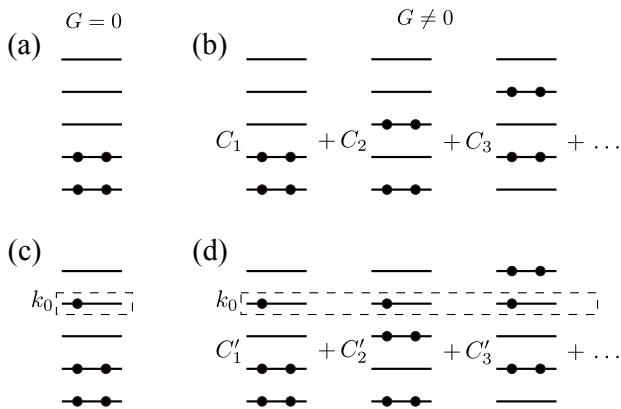 G = 0
G ≠ 0
(a)
(b)
C₁ + C₂ + C₃ + …
(c)
(d)
k₀
k₀
C′₁ + C′₂ + C′₃ + …